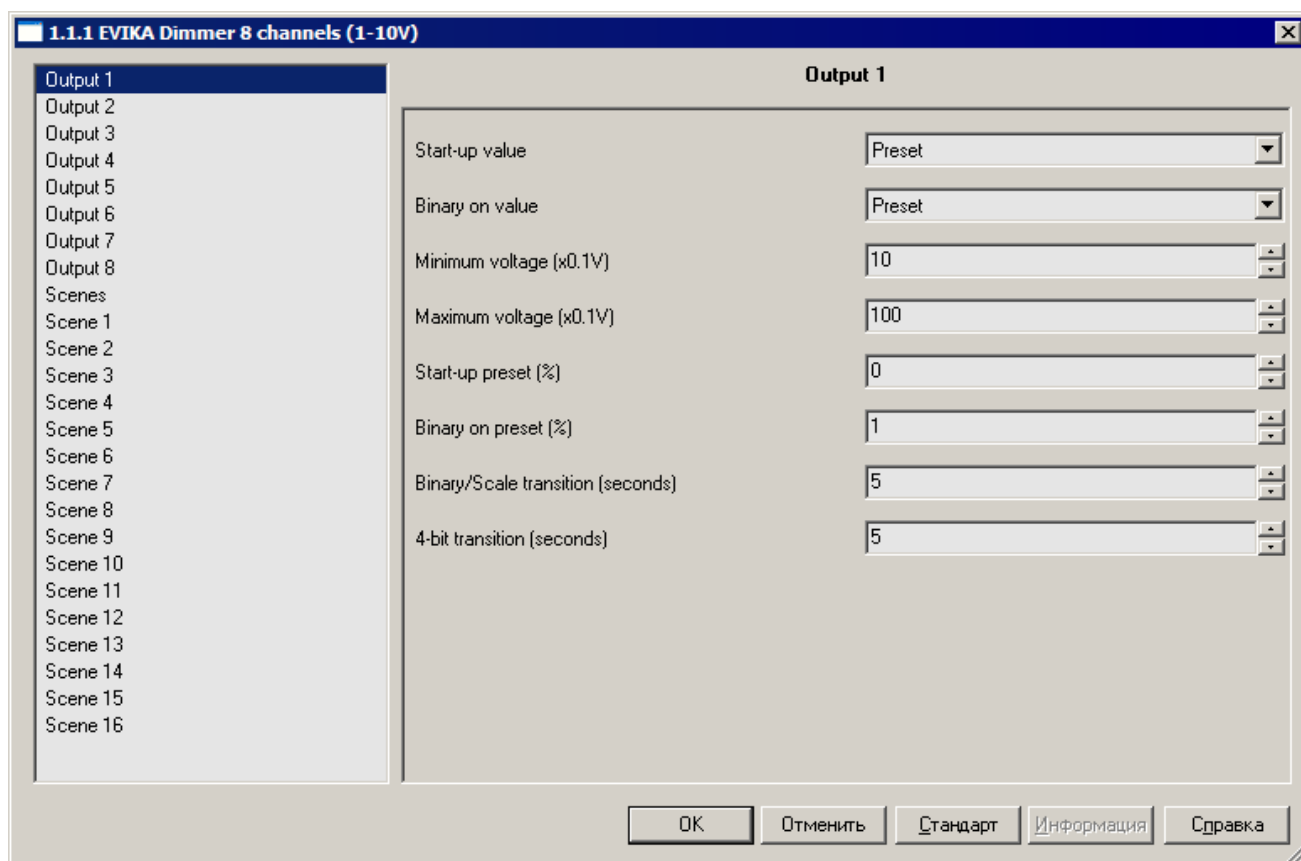 1.1.1 EVIKA Dimmer 8 channels (1-10V)
Output 1
Output 2
Output 3
Output 4
Output 5
Output 6
Output 7
Output 8
Scenes
Scene 1
Scene 2
Scene 3
Scene 4
Scene 5
Scene 6
Scene 7
Scene 8
Scene 9
Scene 10
Scene 11
Scene 12
Scene 13
Scene 14
Scene 15
Scene 16
Output 1
Start-up value Preset
Binary on value Preset
Minimum voltage (x0.1V) 10
Maximum voltage (x0.1V) 100
Start-up preset (%) 0
Binary on preset (%) 1
Binary/Scale transition (seconds) 5
4-bit transition (seconds) 5
OK Отменить Стандарт Информация Справка